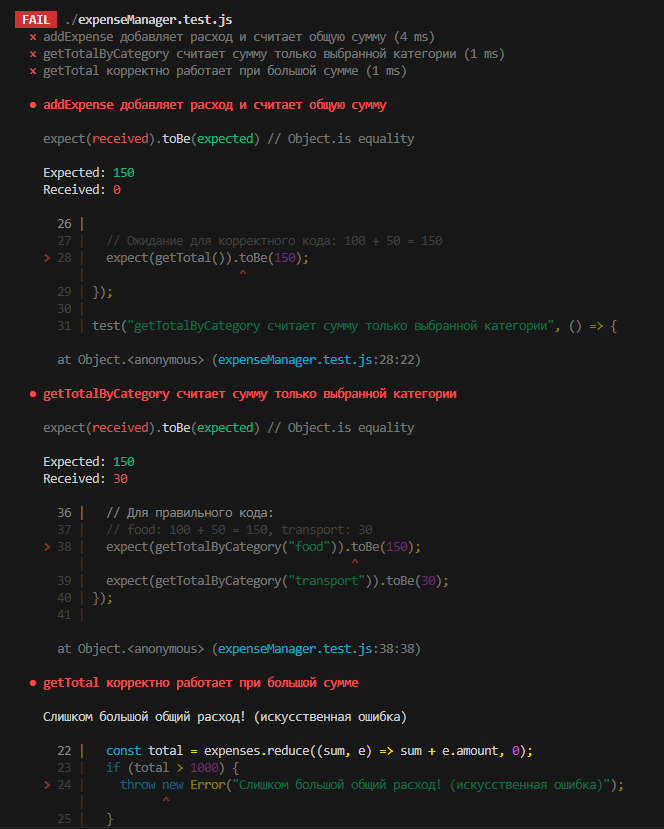 FAIL ./expenseManager.test.js
× addExpense добавляет расход и считает общую сумму (4 ms)
× getTotalByCategory считает сумму только выбранной категории (1 ms)
× getTotal корректно работает при большой сумме (1 ms)
● addExpense добавляет расход и считает общую сумму
expect(received).toBe(expected) // Object.is equality
Expected: 150
Received: 0
26 |
27 | // Ожидание для корректного кода: 100 + 50 = 150
> 28 | expect(getTotal()).toBe(150);
| ^
29 | });
30 |
31 | test("getTotalByCategory считает сумму только выбранной категории", () => {
at Object.<anonymous> (expenseManager.test.js:28:22)
● getTotalByCategory считает сумму только выбранной категории
expect(received).toBe(expected) // Object.is equality
Expected: 150
Received: 30
36 | // Для правильного кода:
37 | // food: 100 + 50 = 150, transport: 30
> 38 | expect(getTotalByCategory("food")).toBe(150);
| ^
39 | expect(getTotalByCategory("transport")).toBe(30);
40 | });
41 |
at Object.<anonymous> (expenseManager.test.js:38:38)
● getTotal корректно работает при большой сумме
Слишком большой общий расход! (искусственная ошибка)
22 | const total = expenses.reduce((sum, e) => sum + e.amount, 0);
23 | if (total > 1000) {
> 24 | throw new Error("Слишком большой общий расход! (искусственная ошибка)");
| ^
25 | }